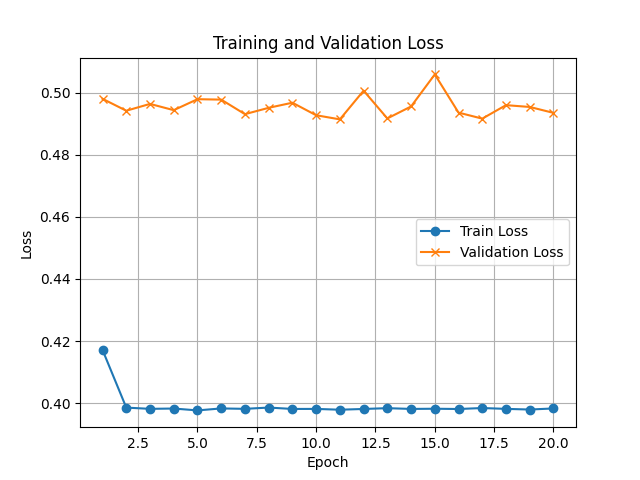 Training and Validation Loss
0.50
0.48
0.46
0.44
0.42
0.40
Loss
Train Loss
Validation Loss
2.5 5.0 7.5 10.0 12.5 15.0 17.5 20.0
Epoch